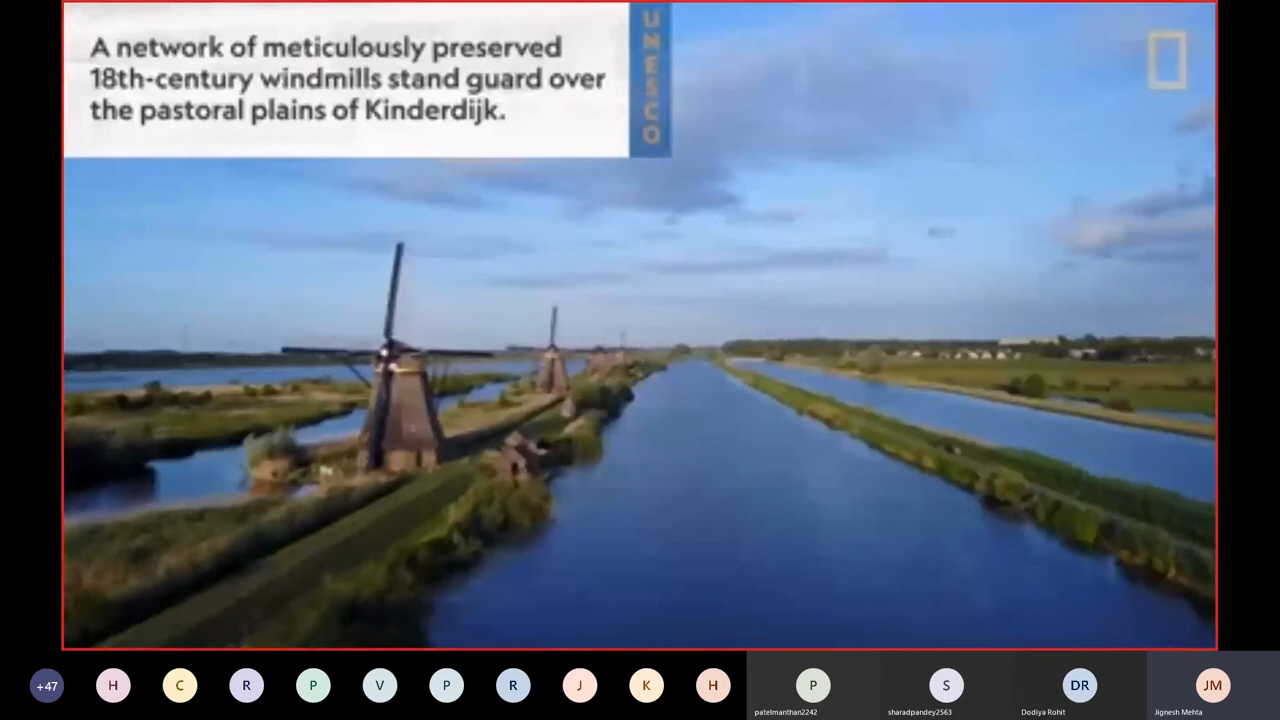 A network of meticulously preserved
18th-century windmills stand guard over
the pastoral plains of Kinderdijk.
UNESCO
+47
H
C
R
P
V
P
R
J
K
H
P
S
DR
JM
patelmanthan2242
sharadpandey2563
Dodiya Rohit
Jignesh Mehta